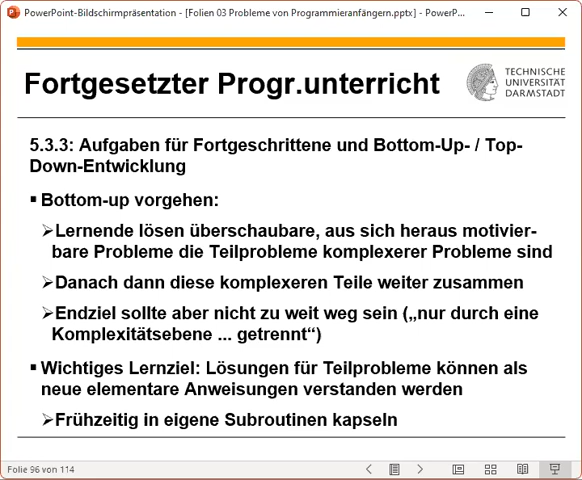 PowerPoint-Bildschirmpräsentation - [Folien 03 Probleme von Programmieranfängern.pptx] - PowerP...
Fortgesetzter Progr.unterricht
TECHNISCHE
UNIVERSITÄT
DARMSTADT
5.3.3: Aufgaben für Fortgeschrittene und Bottom-Up- / Top-
Down-Entwicklung
▪ Bottom-up vorgehen:
➢Lernende lösen überschaubare, aus sich heraus motivier-
bare Probleme die Teilprobleme komplexerer Probleme sind
➢Danach dann diese komplexeren Teile weiter zusammen
➢Endziel sollte aber nicht zu weit weg sein („nur durch eine
Komplexitätsebene ... getrennt“)
▪ Wichtiges Lernziel: Lösungen für Teilprobleme können als
neue elementare Anweisungen verstanden werden
➢Frühzeitig in eigene Subroutinen kapseln
Folie 96 von 114